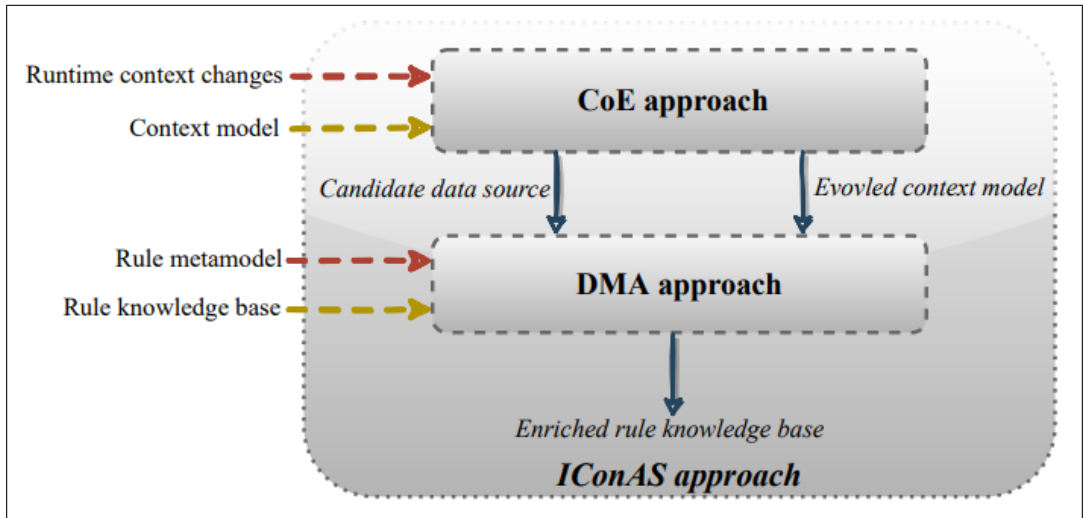 Runtime context changes
CoE approach
Context model
Candidate data source
Evovled context model
Rule metamodel
DMA approach
Rule knowledge base
Enriched rule knowledge base
IConAS approach